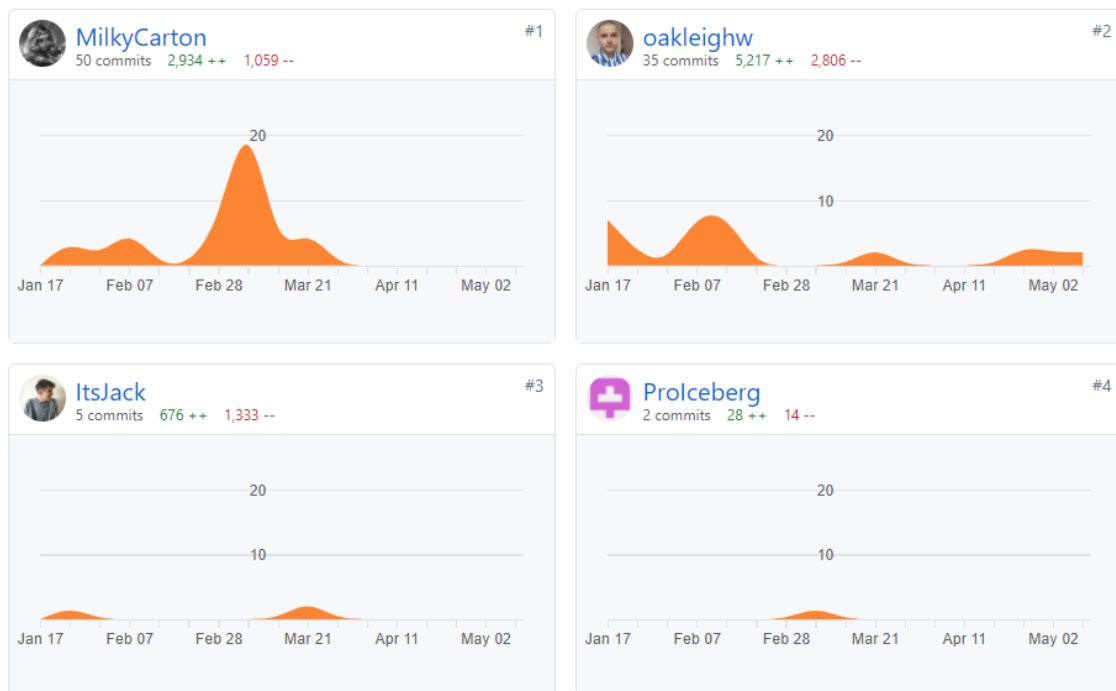 MilkyCarton
#1
50 commits 2,934 ++ 1,059 --
20
Jan 17 Feb 07 Feb 28 Mar 21 Apr 11 May 02
oakleighw
#2
35 commits 5,217 ++ 2,806 --
20
10
Jan 17 Feb 07 Feb 28 Mar 21 Apr 11 May 02
ItsJack
#3
5 commits 676 ++ 1,333 --
20
10
Jan 17 Feb 07 Feb 28 Mar 21 Apr 11 May 02
ProIceberg
#4
2 commits 28 ++ 14 --
20
10
Jan 17 Feb 07 Feb 28 Mar 21 Apr 11 May 02